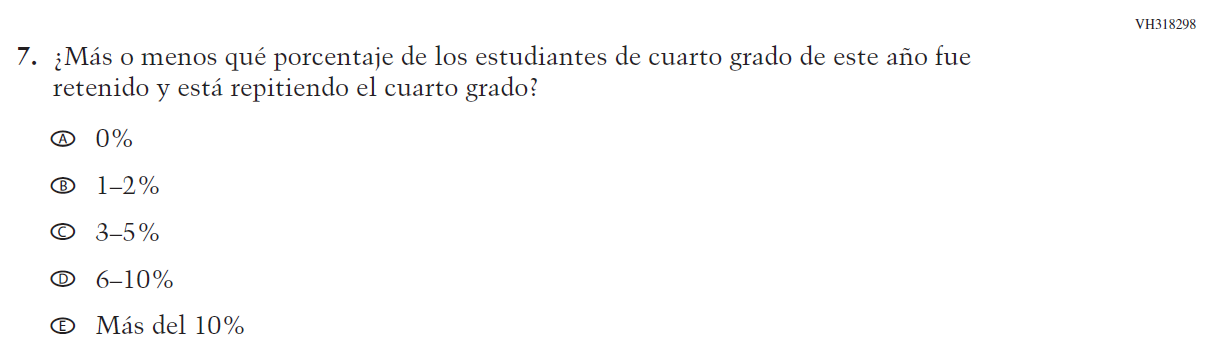 VH318298
7. ¿Más o menos qué porcentaje de los estudiantes de cuarto grado de este año fue
retenido y está repitiendo el cuarto grado?
A 0%
B 1–2%
C 3–5%
D 6–10%
E Más del 10%